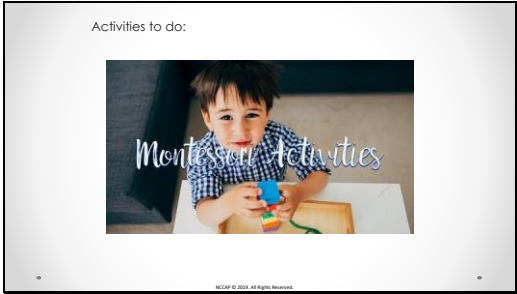 Activities to do:
Montessori Activities
NCCAP © 2019. All Rights Reserved.